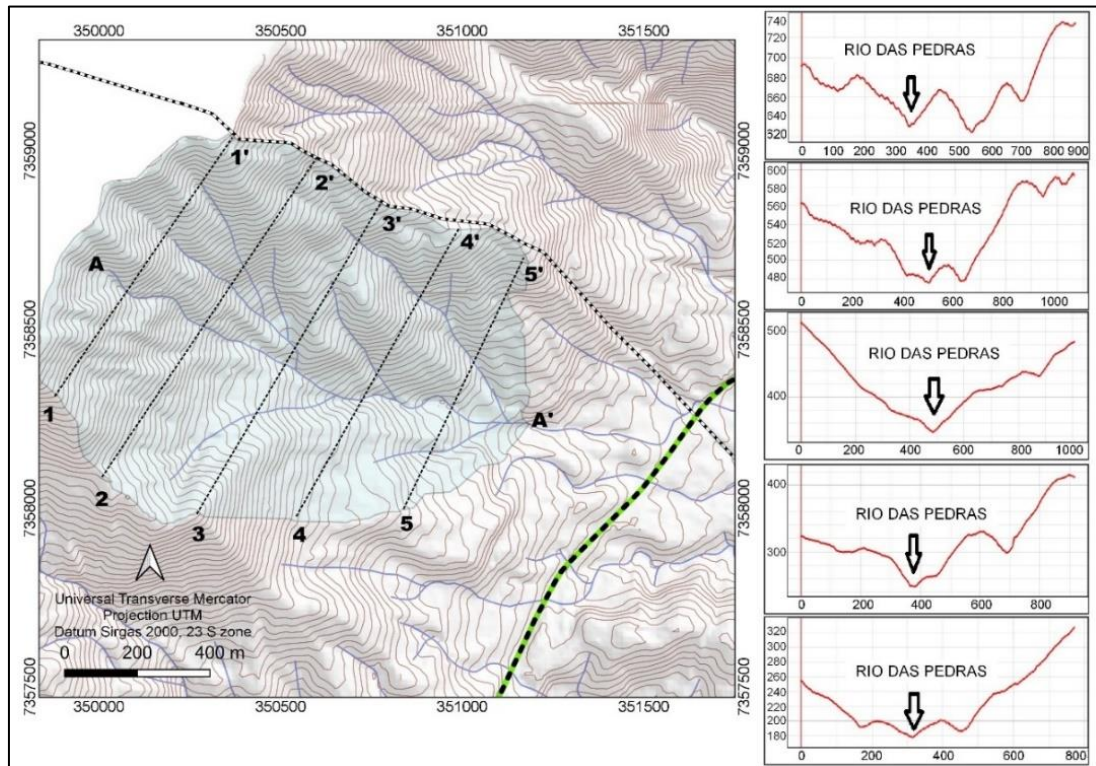 350000 350500 351000 351500
7359000
7358500
7358000
7357500
7359000
7358500
7358000
7357500
1'
2'
3'
4'
5'
A
A'
1
2
3
4
5
Universal Transverse Mercator
Projection UTM
Datum Sirgas 2000, 23 S zone
0 200 400 m
350000 350500 351000 351500
740
700
680
660
640
620
RIO DAS PEDRAS
0 100 200 300 400 500 600 700 800 900
600
580
560
540
520
500
480
RIO DAS PEDRAS
0 200 400 600 800 1000
500
400
RIO DAS PEDRAS
0 200 400 600 800 1000
400
300
RIO DAS PEDRAS
0 200 400 600 800
320
300
260
240
220
200
180
RIO DAS PEDRAS
0 200 400 600 800